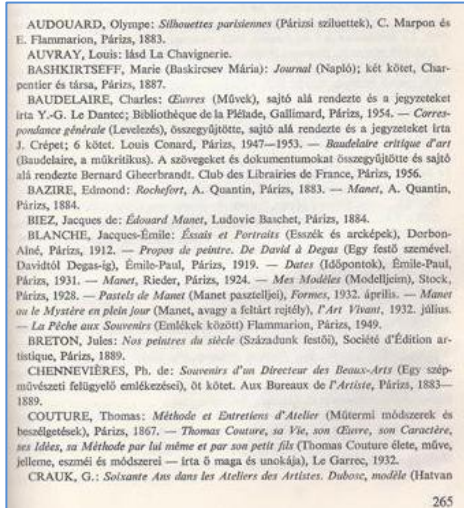 AUDOUARD, Olympe: Silhouettes parisiennes (Párizsi sziluettek), C. Marpon és
E. Flammarion, Párizs, 1883.
AUVRAY, Louis: lásd La Chavignerie.
BASHKIRTSEFF, Marie (Baskircsev Mária): Journal (Napló); két kötet, Char-
pentier és társa, Párizs, 1887.
BAUDELAIRE, Charles: Œuvres (Művek), sajtó alá rendezte és a jegyzeteket
írta Y.-G. Le Dantec; Bibliothèque de la Pléiade, Gallimard, Párizs, 1954. — Corres-
pondance générale (Levelezés), összegyűjtötte, sajtó alá rendezte és a jegyzeteket írta
J. Crépet; 6 kötet. Louis Conard, Párizs, 1947—1953. — Baudelaire critique d'art
(Baudelaire, a műkritikus). A szövegeket és dokumentumokat összegyűjtötte és sajtó
alá rendezte Bernard Gheerbrandt. Club des Librairies de France, Párizs, 1956.
BAZIRE, Edmond: Rochefort, A. Quantin, Párizs, 1883. — Manet, A. Quantin,
Párizs, 1884.
BIEZ, Jacques de: Édouard Manet, Ludovic Baschet, Párizs, 1884.
BLANCHE, Jacques-Émile: Éssais et Portraits (Esszék és arcképek), Dorbon-
Aîné, Párizs, 1912. — Propos de peintre. De David à Degas (Egy festő szemével.
Davidtól Degas-ig), Émile-Paul, Párizs, 1919. — Dates (Időpontok), Émile-Paul,
Párizs, 1931. — Manet, Rieder, Párizs, 1924. — Mes Modèles (Modelljeim), Stock,
Párizs, 1928. — Pastels de Manet (Manet pasztelljei), Formes, 1932. április. — Manet
ou le Mystère en plein jour (Manet, avagy a feltárt rejtély), l'Art Vivant, 1932. július.
— La Pêche aux Souvenirs (Emlékek között) Flammarion, Párizs, 1949.
BRETON, Jules: Nos peintres du siècle (Századunk festői), Société d'Édition ar-
tistique, Párizs, 1889.
CHENNEVIÈRES, Ph. de: Souvenirs d'un Directeur des Beaux-Arts (Egy szép-
művészeti felügyelő emlékezései), öt kötet. Aux Bureaux de l'Artiste, Párizs, 1883—
1889.
COUTURE, Thomas: Méthode et Entretiens d'Atelier (Műtermi módszerek és
beszélgetések), Párizs, 1867. — Thomas Couture, sa Vie, son Œuvre, son Caractère,
ses Idées, sa Méthode par lui même et par son petit fils (Thomas Couture élete, műve,
jelleme, eszméi és módszerei — írta ő maga és unokája), Le Garrec, 1932.
CRAUK, G.: Soixante Ans dans les Ateliers des Artistes. Dubosc, modèle (Hatvan
265